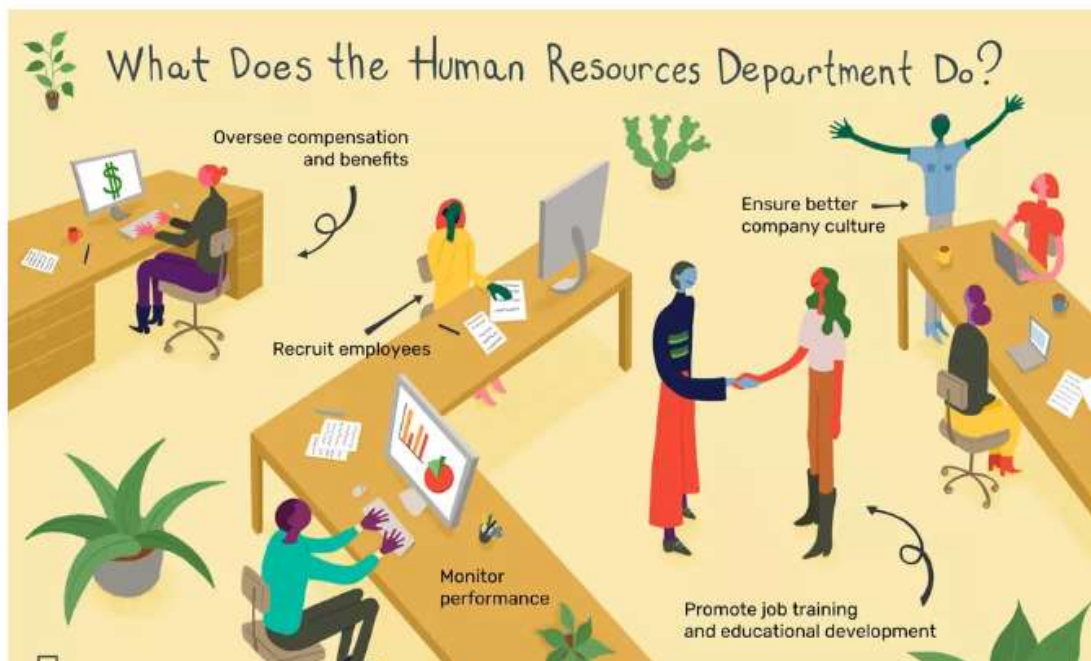 What Does the Human Resources Department Do?
Oversee compensation
and benefits
Ensure better
company culture
Recruit employees
Monitor
performance
Promote job training
and educational development
$